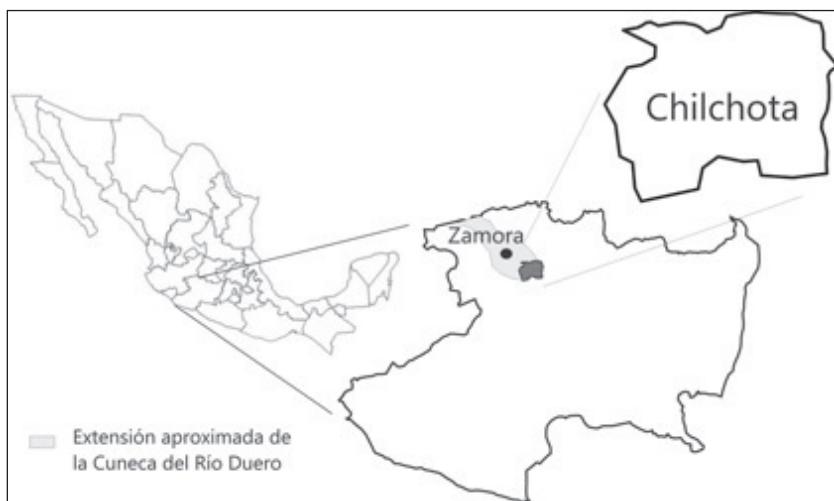 Chilchota
Zamora
Extensión aproximada de
la Cuneca del Río Duero